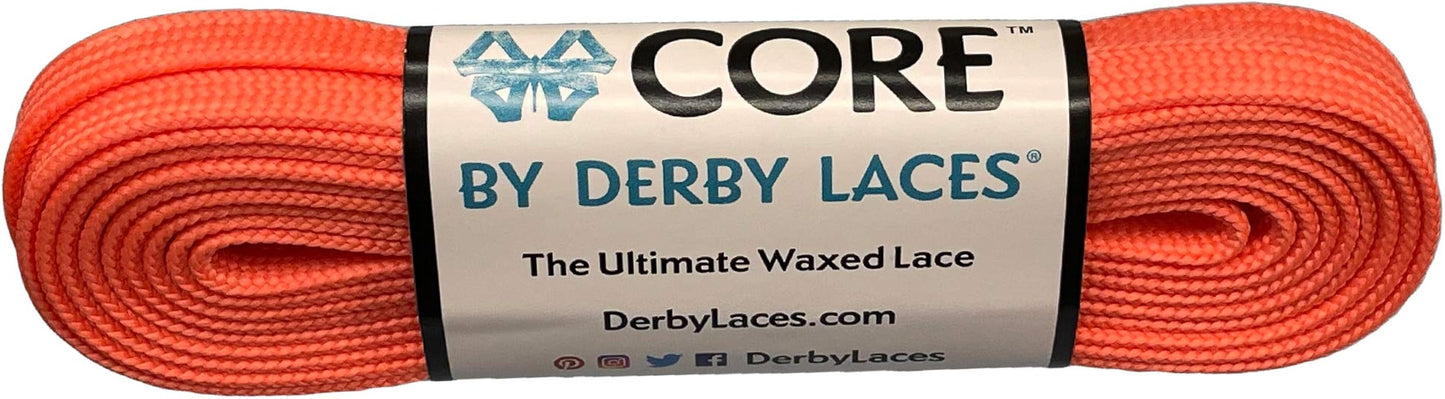 CORE™
BY DERBY LACES®
The Ultimate Waxed Lace
DerbyLaces.com
DerbyLaces